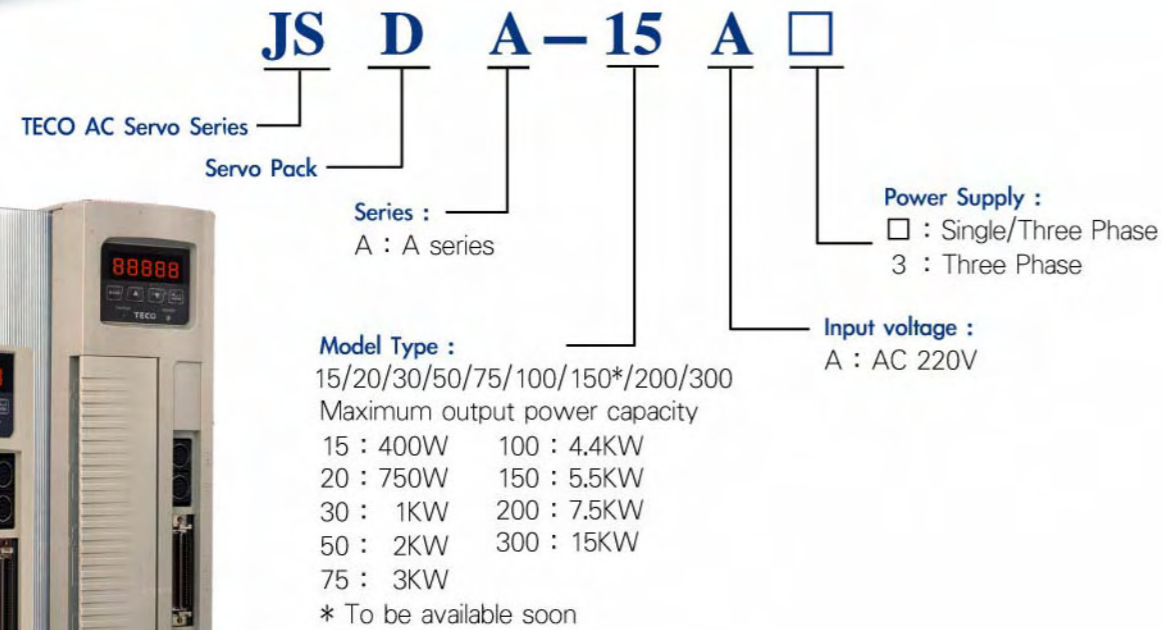 JS D A – 15 A □
TECO AC Servo Series
Servo Pack
Series :
A : A series
Power Supply :
□ : Single/Three Phase
3 : Three Phase
Input voltage :
A : AC 220V
Model Type :
15/20/30/50/75/100/150*/200/300
Maximum output power capacity
15 : 400W 100 : 4.4KW
20 : 750W 150 : 5.5KW
30 : 1KW 200 : 7.5KW
50 : 2KW 300 : 15KW
75 : 3KW
* To be available soon
88888
TECO